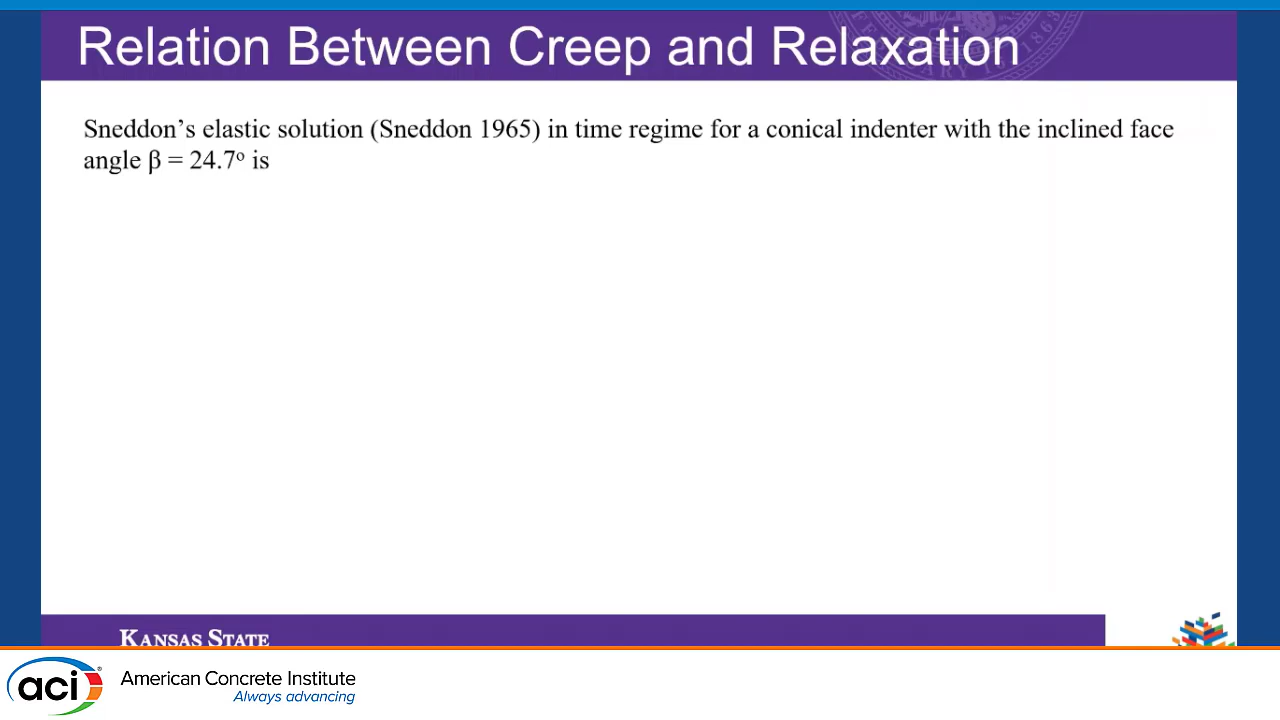 Relation Between Creep and Relaxation
Sneddon’s elastic solution (Sneddon 1965) in time regime for a conical indenter with the inclined face
angle β = 24.7º is
KANSAS STATE
aci® American Concrete Institute
Always advancing